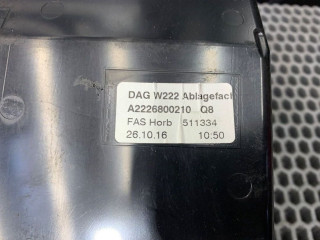 DAG W222 Ablagefach
A2226800210 Q8
FAS Horb 511334
26.10.16 10:50